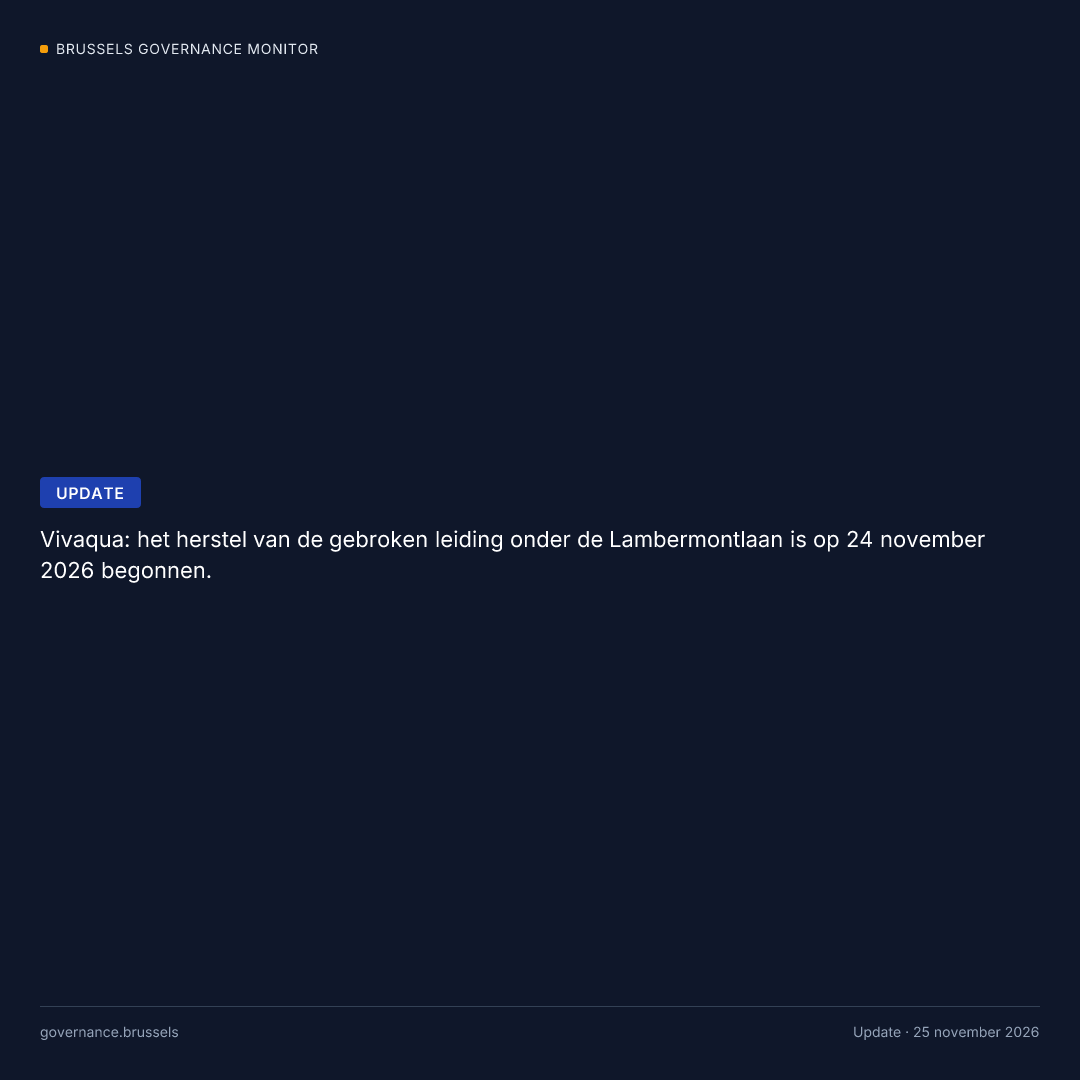 BRUSSELS GOVERNANCE MONITOR
UPDATE
Vivaqua: het herstel van de gebroken leiding onder de Lambermontlaan is op 24 november
2026 begonnen.
governance.brussels
Update · 25 november 2026